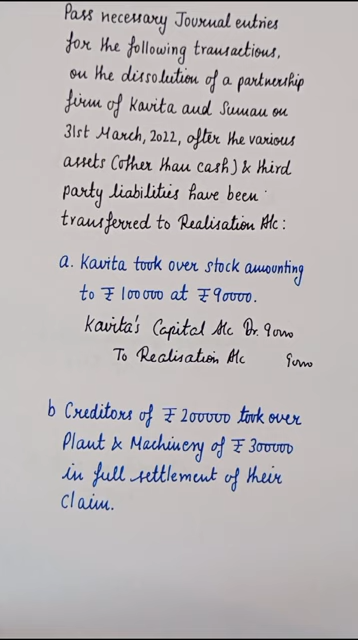 Pass necessary Journal entries
for the following transactions,
on the dissolution of a partnership
firm of Kavita and Suman on
31st March, 2022, after the various
assets (other than cash) & third
party liabilities have been
transferred to Realisation A/c :
a. Kavita took over stock amounting
to ₹ 100000 at ₹ 90000.
Kavita's Capital A/c Dr. 90000
To Realisation A/c 90000
b Creditors of ₹ 200000 took over
Plant & Machinery of ₹ 300000
in full settlement of their
claim.